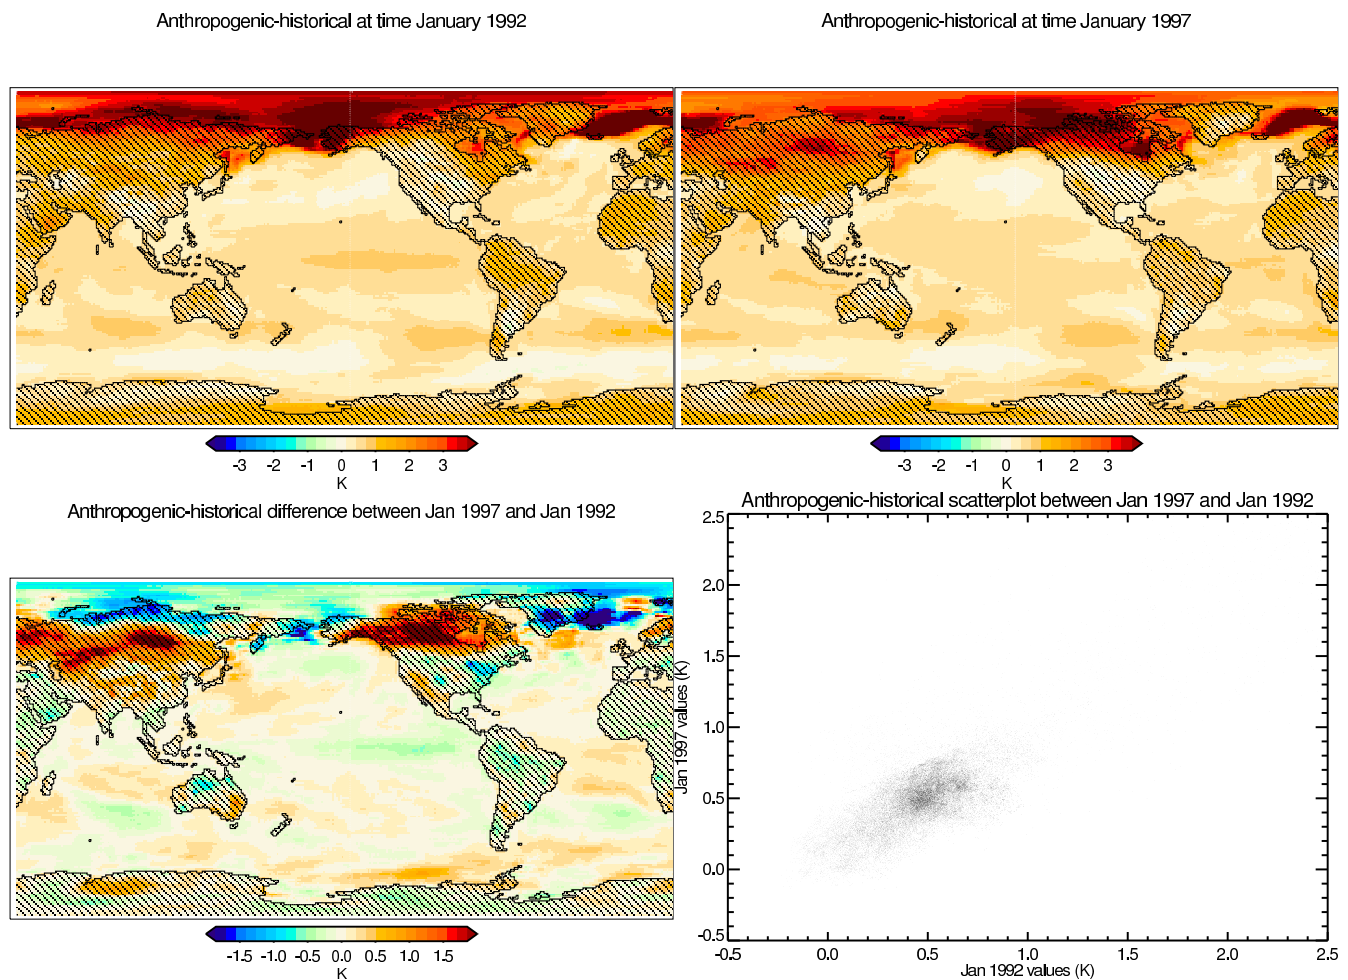 Anthropogenic-historical at time January 1992
Anthropogenic-historical at time January 1997
-3 -2 -1 0 1 2 3
K
-3 -2 -1 0 1 2 3
K
Anthropogenic-historical difference between Jan 1997 and Jan 1992
-1.5 -1.0 -0.5 0.0 0.5 1.0 1.5
K
Anthropogenic-historical scatterplot between Jan 1997 and Jan 1992
2.5
2.0
1.5
1.0
0.5
0.0
-0.5
Jan 1997 values (K)
-0.5 0.0 0.5 1.0 1.5 2.0 2.5
Jan 1992 values (K)